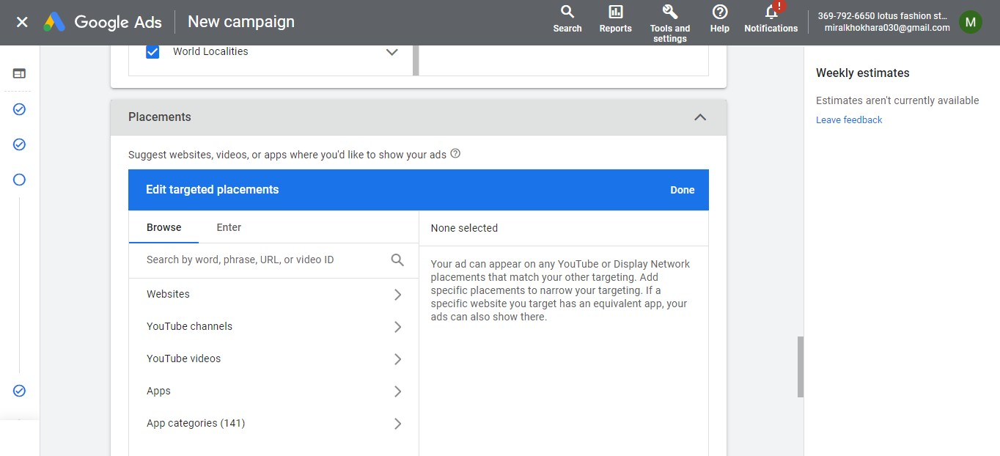 Google Ads
New campaign
Search
Reports
Tools and
settings
Help
!
Notifications
369-792-6650 lotus fashion st...
miralkhokhara030@gmail.com
M
World Localities
Placements
Suggest websites, videos, or apps where you'd like to show your ads
Edit targeted placements
Done
Browse
Enter
Search by word, phrase, URL, or video ID
Websites
YouTube channels
YouTube videos
Apps
App categories (141)
None selected
Your ad can appear on any YouTube or Display Network
placements that match your other targeting. Add
specific placements to narrow your targeting. If a
specific website you target has an equivalent app, your
ads can also show there.
Weekly estimates
Estimates aren't currently available
Leave feedback